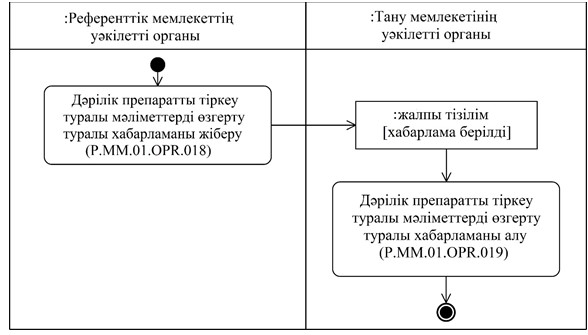 :Референттік мемлекеттің
уәкілетті органы
:Тану мемлекетінің
уәкілетті органы
Дәрілік препаратты тіркеу
туралы мәліметтерді өзгерту
туралы хабарламаны жіберу
(P.MM.01.OPR.018)
:жалпы тізілім
[хабарлама берілді]
Дәрілік препаратты тіркеу
туралы мәліметтерді өзгерту
туралы хабарламаны алу
(P.MM.01.OPR.019)